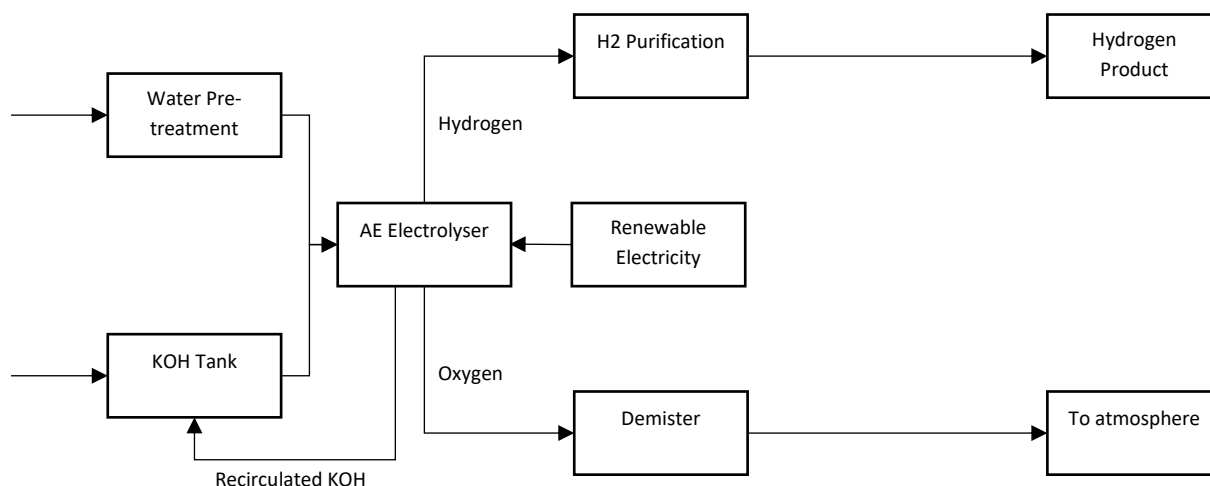 H2 Purification
Hydrogen
Product
Water Pre-
treatment
Hydrogen
AE Electrolyser
Renewable
Electricity
KOH Tank
Oxygen
Demister
To atmosphere
Recirculated KOH